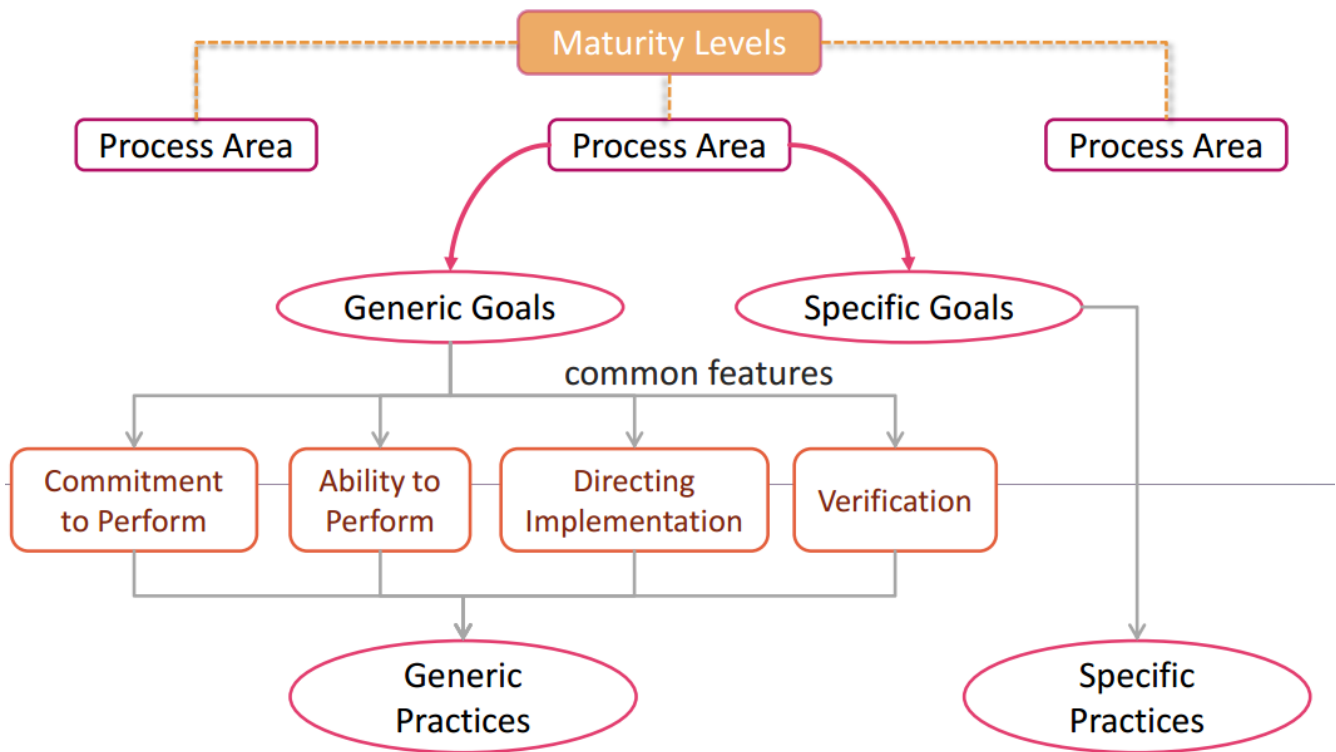 Maturity Levels
Process Area
Process Area
Process Area
Generic Goals
Specific Goals
common features
Commitment
to Perform
Ability to
Perform
Directing
Implementation
Verification
Generic
Practices
Specific
Practices